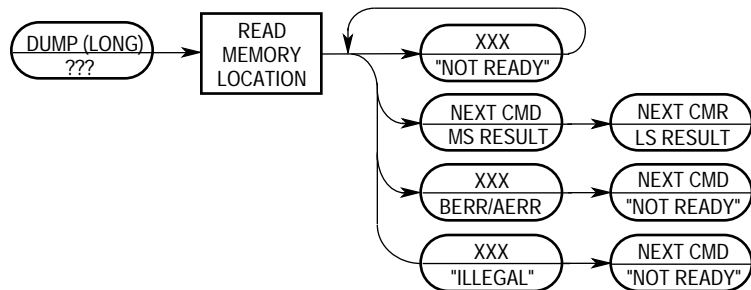 DUMP (LONG)
???
READ
MEMORY
LOCATION
XXX
"NOT READY"
NEXT CMD
MS RESULT
NEXT CMR
LS RESULT
XXX
BERR/AERR
NEXT CMD
"NOT READY"
XXX
"ILLEGAL"
NEXT CMD
"NOT READY"